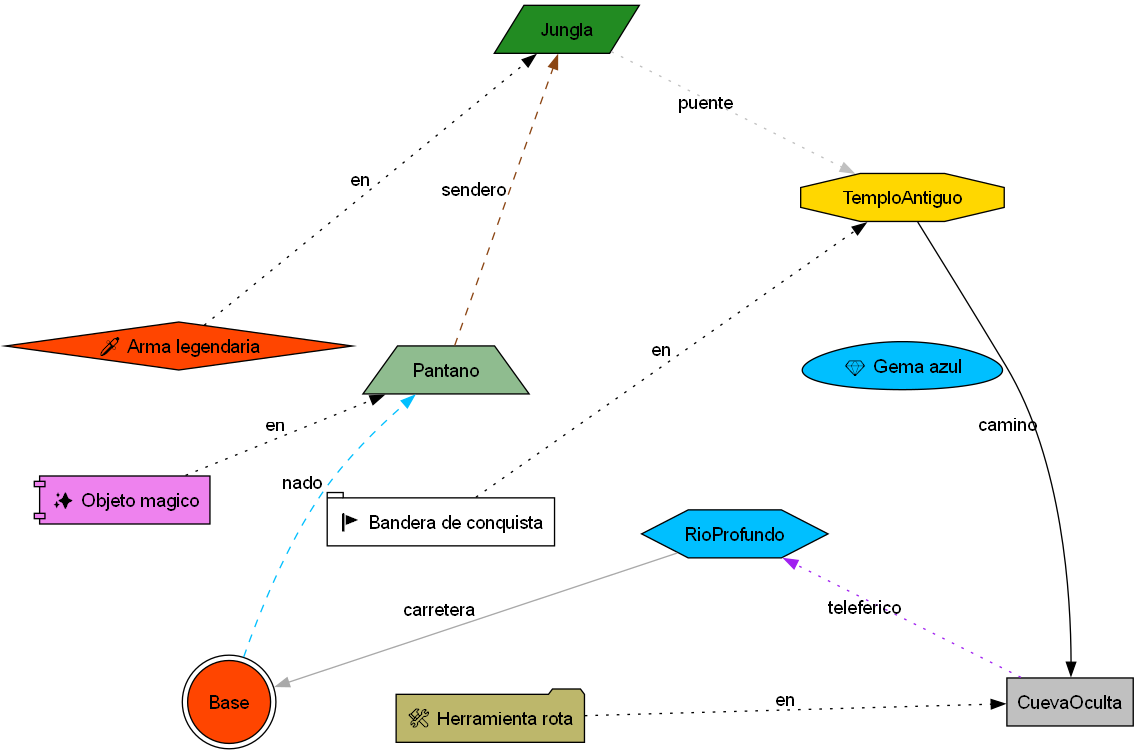 Jungla
puente
en
sendero
TemploAntiguo
Arma legendaria
Pantano
en
Gema azul
en
camino
Objeto magico
nado
Bandera de conquista
RioProfundo
carretera
teleferico
Base
Herramienta rota
en
CuevaOculta